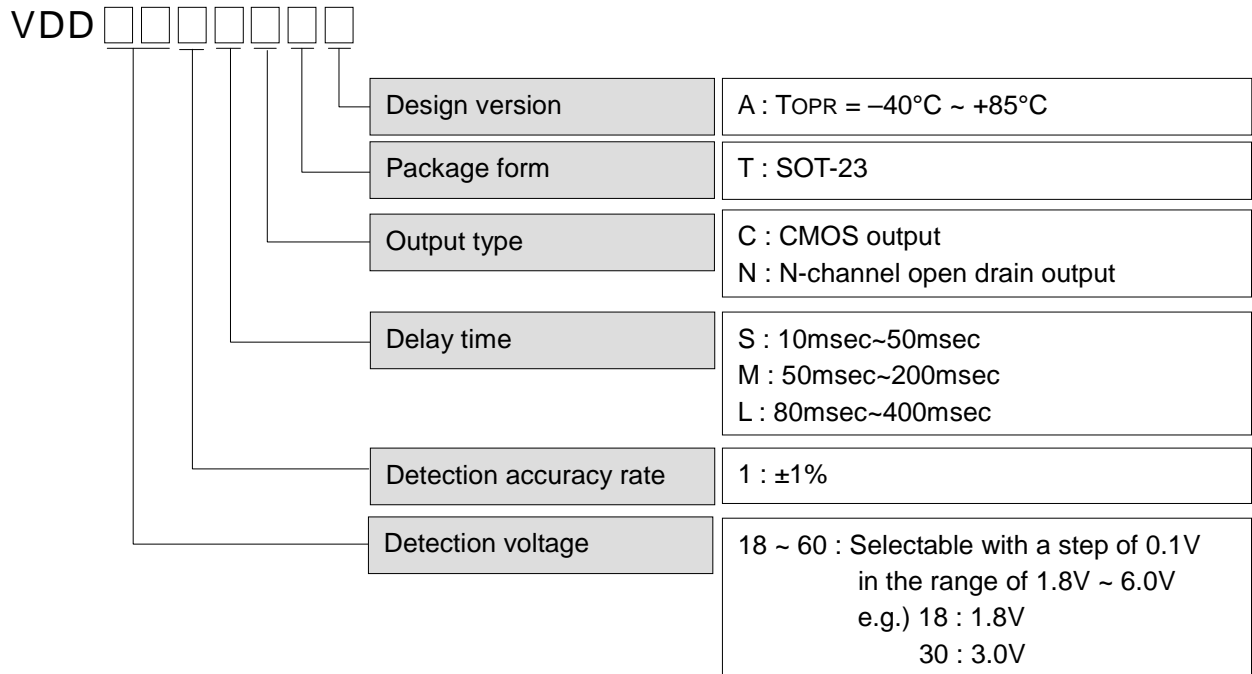 VDD □□□□□□□
Design version
A : TOPR = –40°C ~ +85°C
Package form
T : SOT-23
Output type
C : CMOS output
N : N-channel open drain output
Delay time
S : 10msec~50msec
M : 50msec~200msec
L : 80msec~400msec
Detection accuracy rate
1 : ±1%
Detection voltage
18 ~ 60 : Selectable with a step of 0.1V
in the range of 1.8V ~ 6.0V
e.g.) 18 : 1.8V
30 : 3.0V